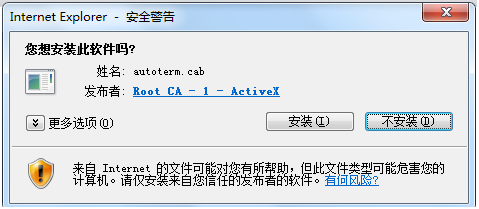 Internet Explorer - 安全警告
您想安装此软件吗?
姓名: autoterm.cab
发布者: Root CA - 1 - ActiveX
更多选项(O)
安装(I)
不安装(D)
来自 Internet 的文件可能对您有所帮助，但此文件类型可能危害您的
计算机。请仅安装来自您信任的发布者的软件。有何风险?